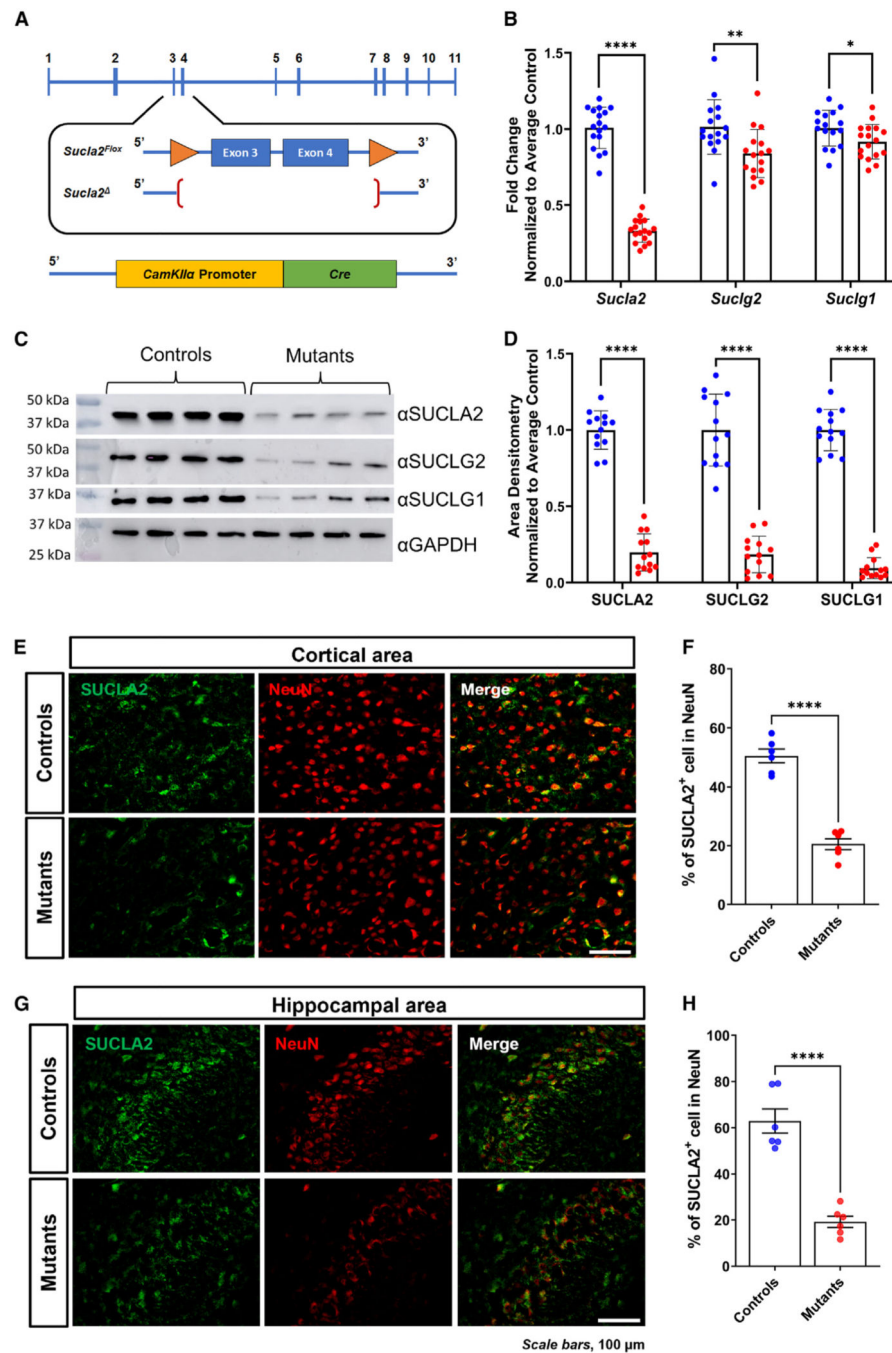 A
1 2 3 4 5 6 7 8 9 10 11
Sucla2Flox 5' Exon 3 Exon 4 3'
Sucla2Δ 5' 3'
5' CamKIIα Promoter Cre 3'
B
Fold Change
Normalized to Average Control
1.5
1.0
0.5
0.0
**** ** *
Sucla2 Suclg2 Suclg1
C
Controls Mutants
50 kDa
37 kDa
αSUCLA2
50 kDa
37 kDa
αSUCLG2
37 kDa
αSUCLG1
37 kDa
25 kDa
αGAPDH
D
Area Densitometry
Normalized to Average Control
1.5
1.0
0.5
0.0
**** **** ****
SUCLA2 SUCLG2 SUCLG1
E
Cortical area
Controls
SUCLA2 NeuN Merge
Mutants
F
% of SUCLA2+ cell in NeuN
80
60
40
20
0
****
Controls Mutants
G
Hippocampal area
Controls
SUCLA2 NeuN Merge
Mutants
Scale bars, 100 μm
H
% of SUCLA2+ cell in NeuN
100
80
60
40
20
0
****
Controls Mutants